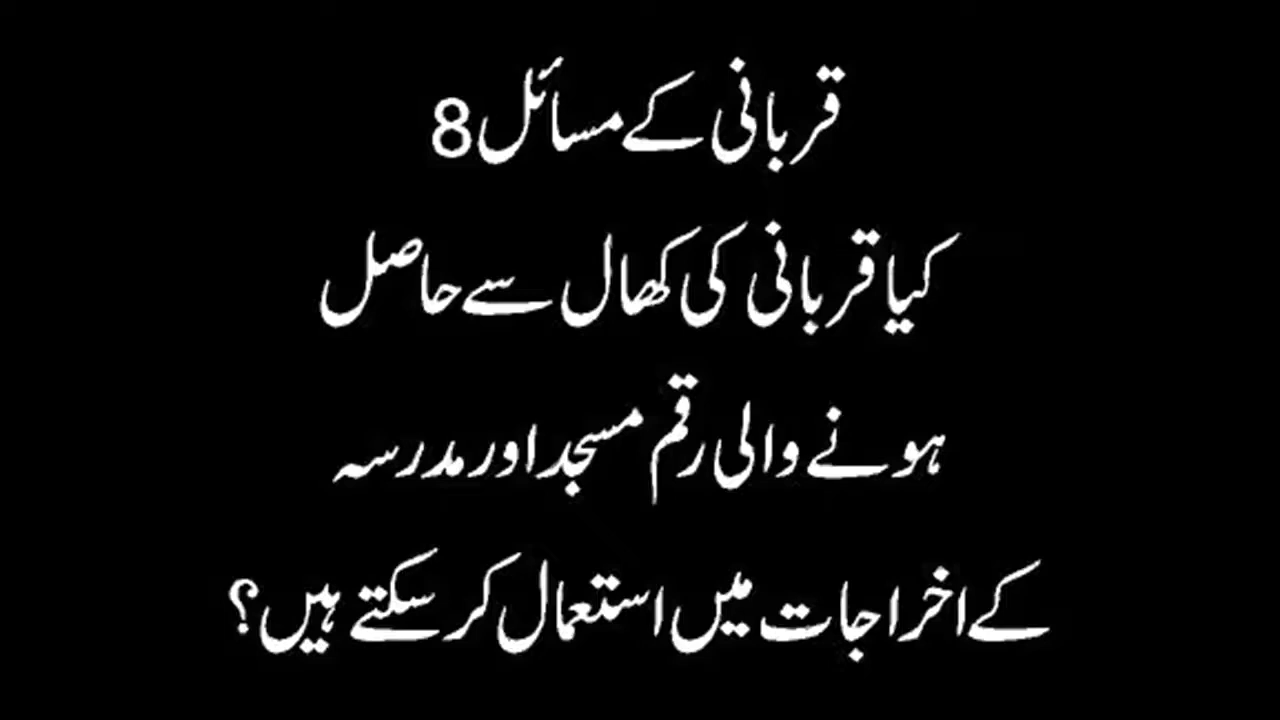 قربانی کے مسائل 8
کیا قربانی کی کھال سے حاصل
ہونے والی رقم مسجد اور مدرسہ
کے اخراجات میں استعمال کر سکتے ہیں؟